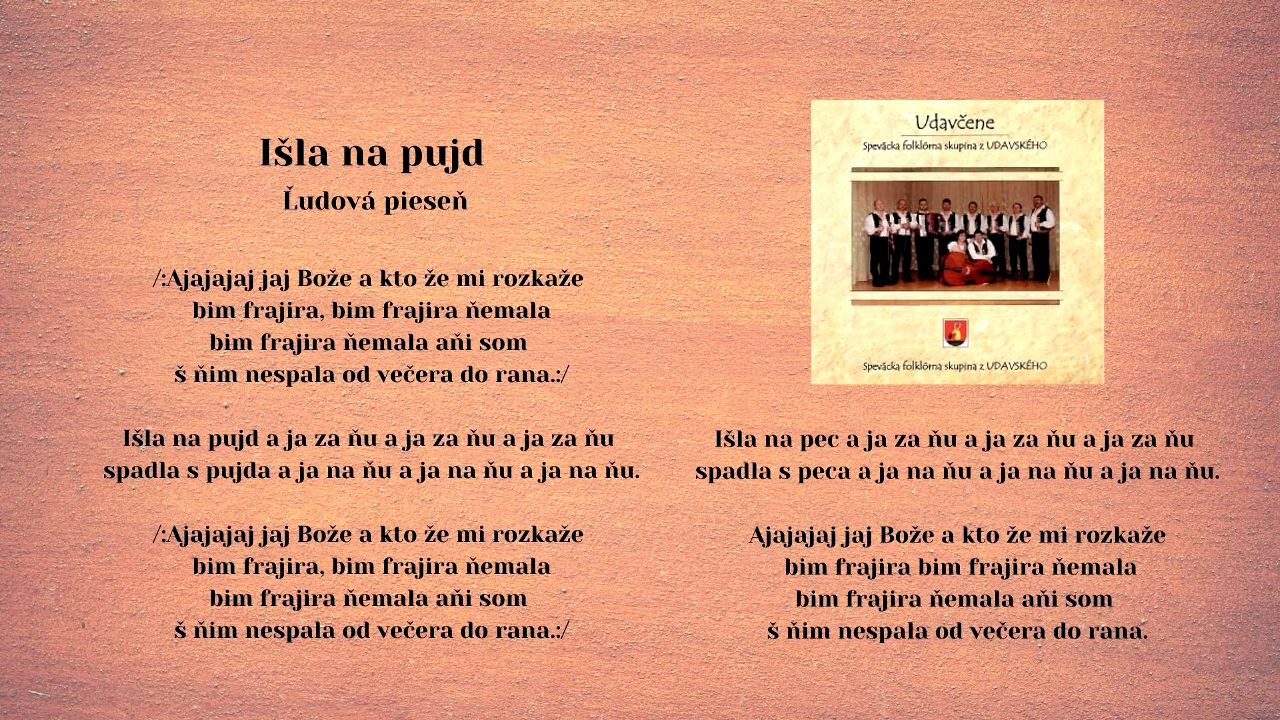 Išla na pujd
Ľudová pieseň
/:Ajajajaj jaj Bože a kto že mi rozkaže
bim frajira, bim frajira ňemala
bim frajira ňemala aňi som
š ňim nespala od večera do rana.:/
Išla na pujd a ja za ňu a ja za ňu a ja za ňu
spadla s pujda a ja na ňu a ja na ňu a ja na ňu.
/:Ajajajaj jaj Bože a kto že mi rozkaže
bim frajira, bim frajira ňemala
bim frajira ňemala aňi som
š ňim nespala od večera do rana.:/
Udavčene
Spevácka folklórna skupina z UDAVSKÉHO
Spevácka folklórna skupina z UDAVSKÉHO
Išla na pec a ja za ňu a ja za ňu a ja za ňu
spadla s peca a ja na ňu a ja na ňu a ja na ňu.
Ajajajaj jaj Bože a kto že mi rozkaže
bim frajira bim frajira ňemala
bim frajira ňemala aňi som
š ňim nespala od večera do rana.